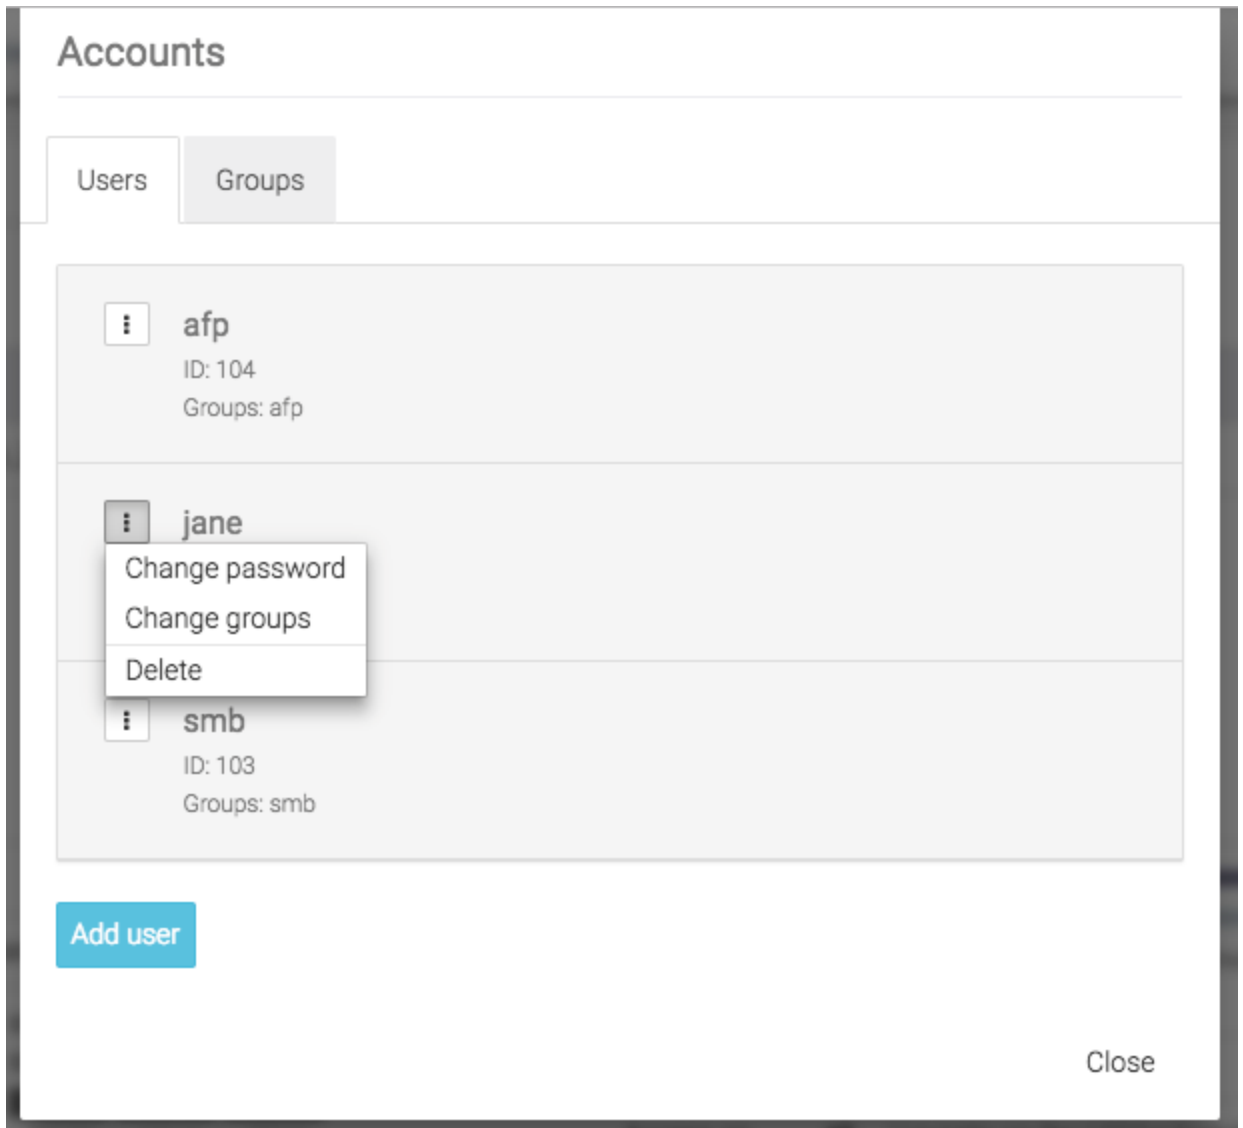 Accounts
Users
Groups
afp
ID: 104
Groups: afp
jane
Change password
Change groups
Delete
smb
ID: 103
Groups: smb
Add user
Close